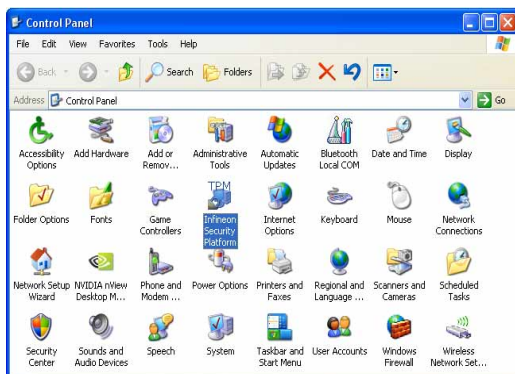 Control Panel
File Edit View Favorites Tools Help
Back Search Folders
Address Control Panel Go
Accessibility Options
Add Hardware
Add or Remov...
Administrative Tools
Automatic Updates
Bluetooth Local COM
Date and Time
Display
Folder Options
Fonts
Game Controllers
TPM
Infineon Security Platform
Internet Options
Keyboard
Mouse
Network Connections
Network Setup Wizard
NVIDIA nView Desktop M...
Phone and Modem ...
Power Options
Printers and Faxes
Regional and Language ...
Scanners and Cameras
Scheduled Tasks
Security Center
Sounds and Audio Devices
Speech
System
Taskbar and Start Menu
User Accounts
Windows Firewall
Wireless Network Set...